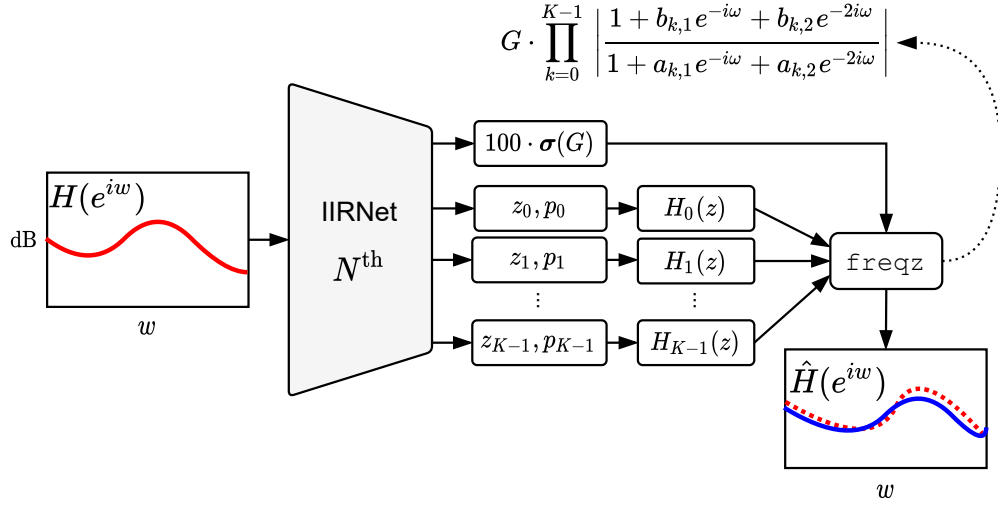 G · ∏_{k=0}^{K−1} | (1 + b_{k,1}e^{−iω} + b_{k,2}e^{−2iω}) / (1 + a_{k,1}e^{−iω} + a_{k,2}e^{−2iω}) |
100 · σ(G)
H(e^{iw})
dB
w
IIRNet
N^{th}
z_0, p_0
H_0(z)
z_1, p_1
H_1(z)
⋮
⋮
z_{K−1}, p_{K−1}
H_{K−1}(z)
freqz
Ĥ(e^{iw})
w